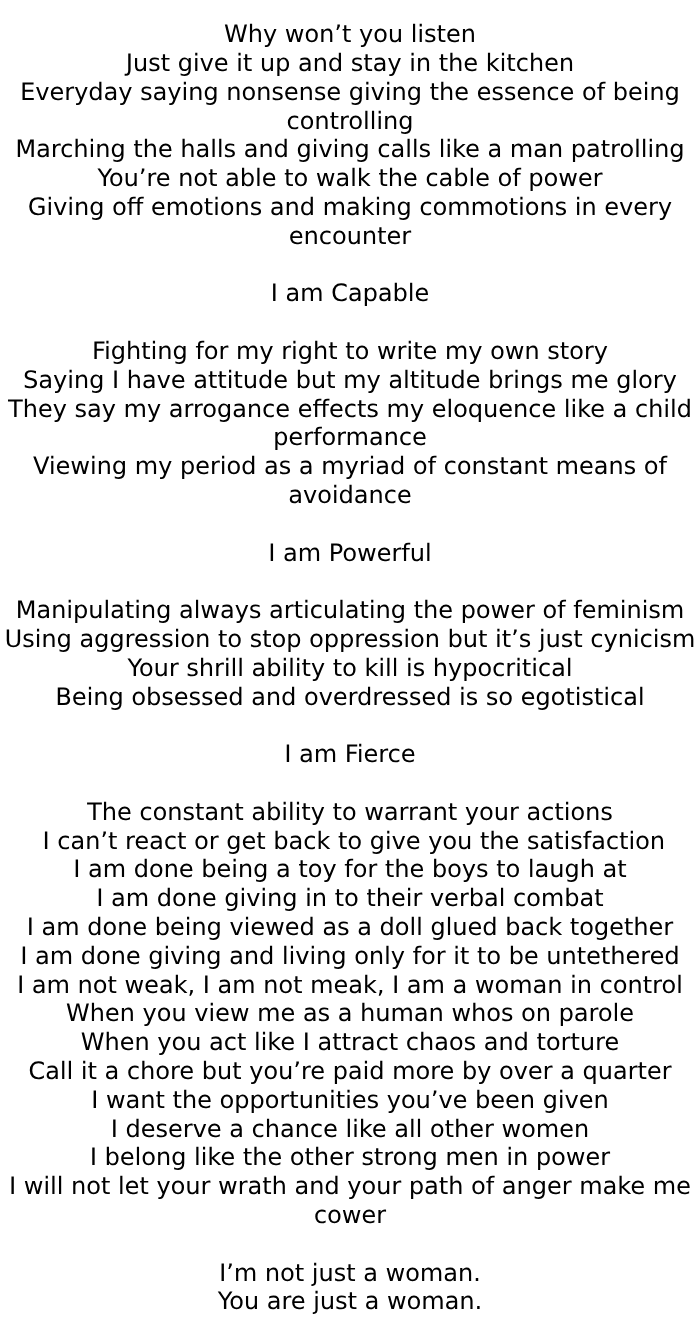 Why won’t you listen
Just give it up and stay in the kitchen
Everyday saying nonsense giving the essence of being
controlling
Marching the halls and giving calls like a man patrolling
You’re not able to walk the cable of power
Giving off emotions and making commotions in every
encounter
I am Capable
Fighting for my right to write my own story
Saying I have attitude but my altitude brings me glory
They say my arrogance effects my eloquence like a child
performance
Viewing my period as a myriad of constant means of
avoidance
I am Powerful
Manipulating always articulating the power of feminism
Using aggression to stop oppression but it’s just cynicism
Your shrill ability to kill is hypocritical
Being obsessed and overdressed is so egotistical
I am Fierce
The constant ability to warrant your actions
I can’t react or get back to give you the satisfaction
I am done being a toy for the boys to laugh at
I am done giving in to their verbal combat
I am done being viewed as a doll glued back together
I am done giving and living only for it to be untethered
I am not weak, I am not meak, I am a woman in control
When you view me as a human whos on parole
When you act like I attract chaos and torture
Call it a chore but you’re paid more by over a quarter
I want the opportunities you’ve been given
I deserve a chance like all other women
I belong like the other strong men in power
I will not let your wrath and your path of anger make me
cower
I’m not just a woman.
You are just a woman.